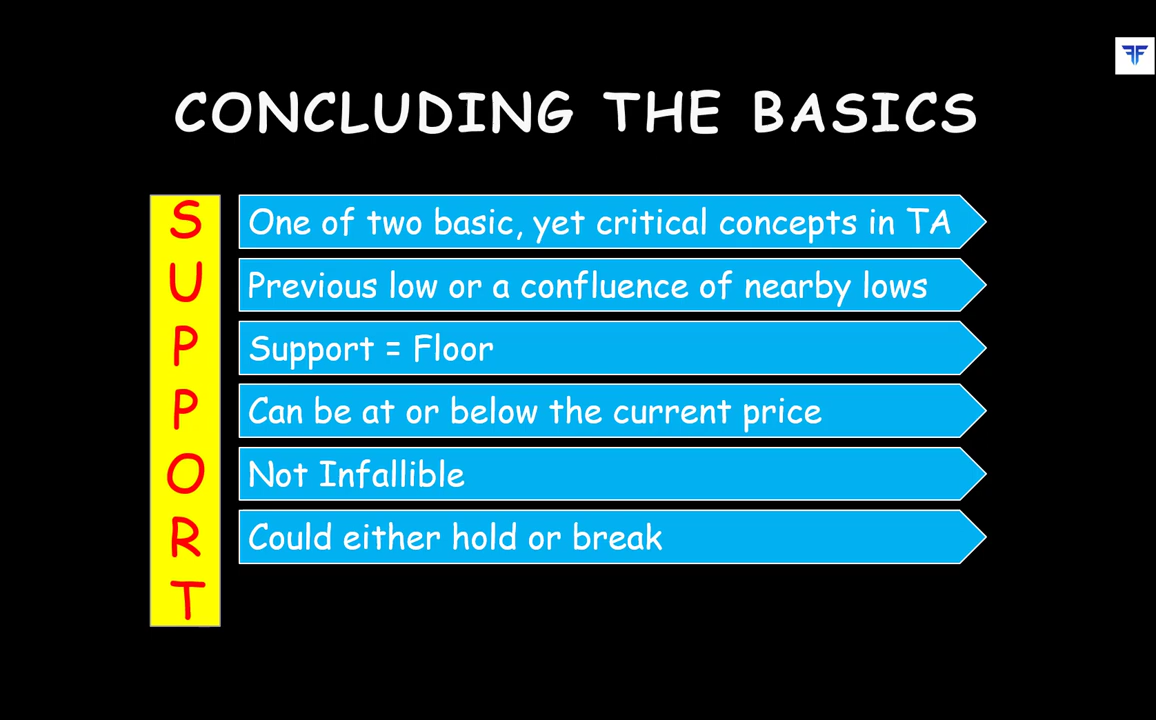 CONCLUDING THE BASICS
SUPPORT
One of two basic, yet critical concepts in TA
Previous low or a confluence of nearby lows
Support = Floor
Can be at or below the current price
Not Infallible
Could either hold or break